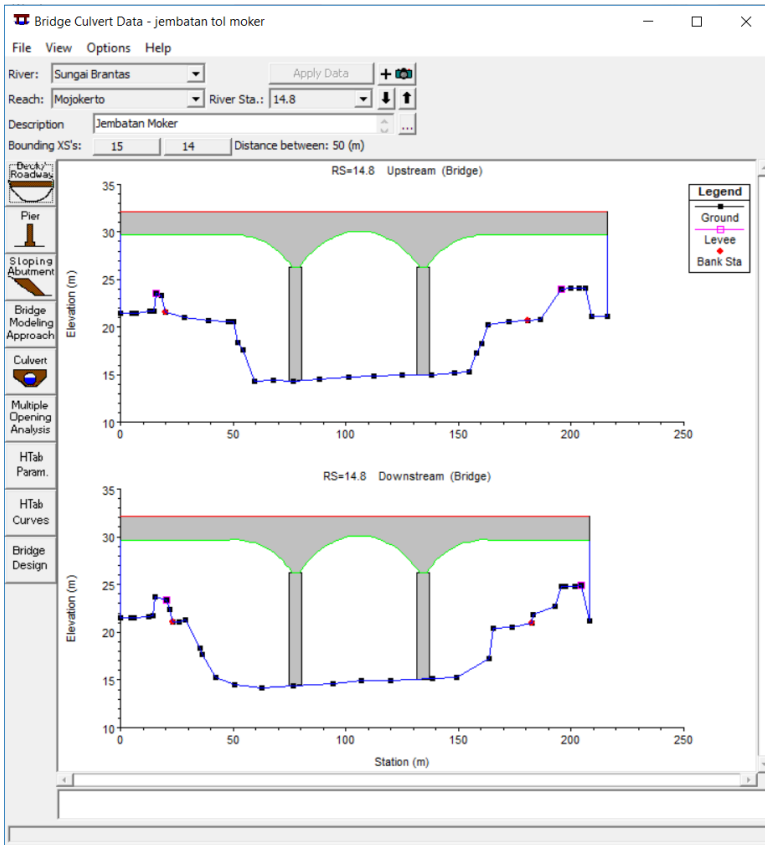 Bridge Culvert Data - jembatan tol moker
File View Options Help
River: Sungai Brantas Apply Data
Reach: Mojokerto River Sta.: 14.8
Description Jembatan Moker ...
Bounding XS's: 15 14 Distance between: 50 (m)
Deck/
Roadway
Pier
Sloping
Abutment
Bridge
Modeling
Approach
Culvert
Multiple
Opening
Analysis
HTab
Param.
HTab
Curves
Bridge
Design
RS=14.8 Upstream (Bridge)
35
30
25
20
15
10
Elevation (m)
0 50 100 150 200 250
Legend
Ground
Levee
Bank Sta
RS=14.8 Downstream (Bridge)
35
30
25
20
15
10
Elevation (m)
0 50 100 150 200 250
Station (m)